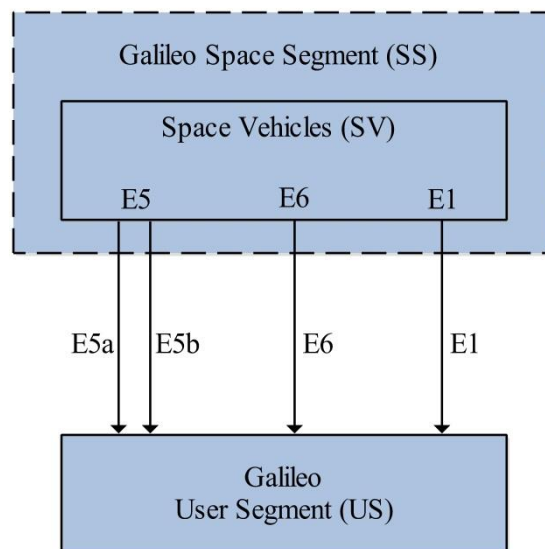 Galileo Space Segment (SS)
Space Vehicles (SV)
E5 E6 E1
E5a E5b E6 E1
Galileo
User Segment (US)